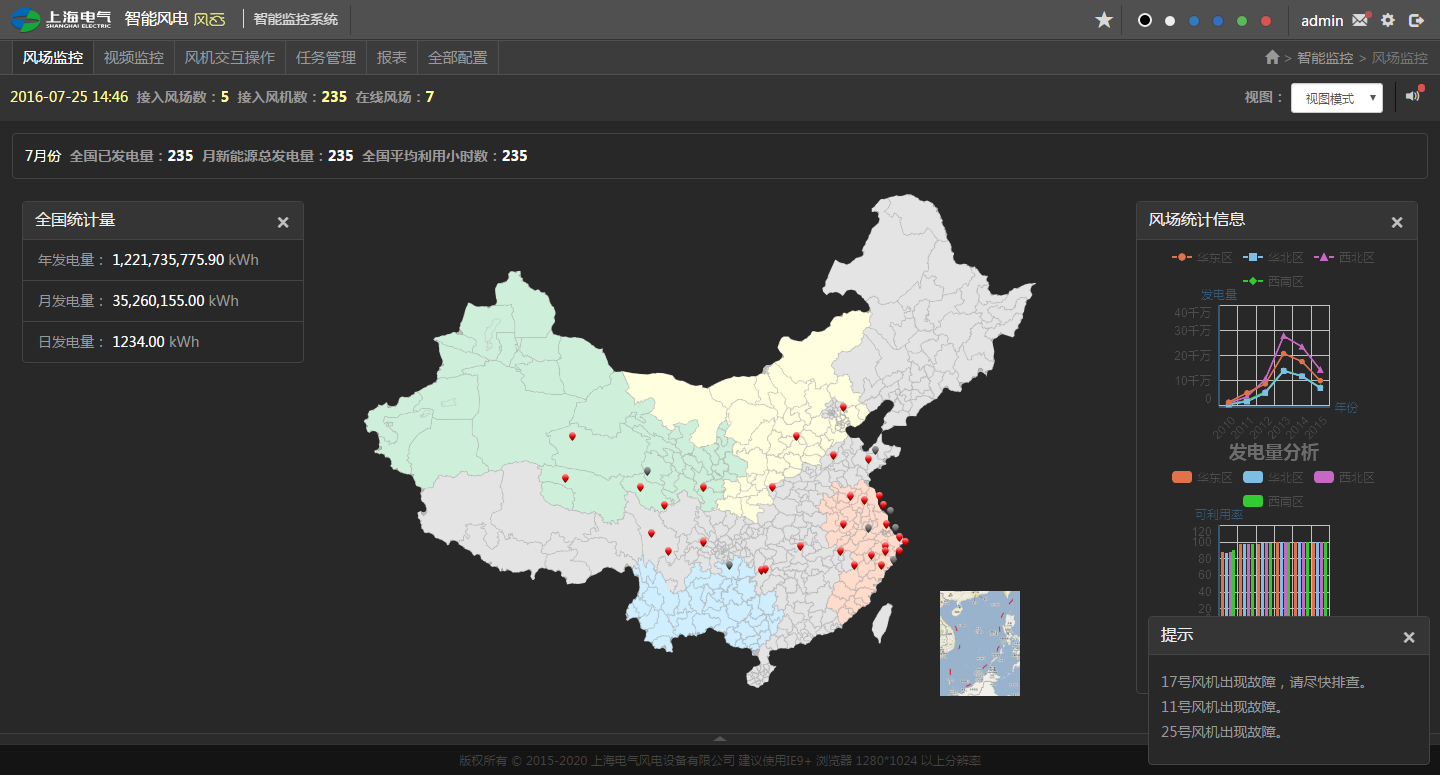 上海电气 智能风电 风云 智能监控系统 admin
SHANGHAI ELECTRIC
风场监控 视频监控 风机交互操作 任务管理 报表 全部配置 > 智能监控 > 风场监控
2016-07-25 14:46 接入风场数：5 接入风机数：235 在线风场：7 视图： 视图模式
7月份 全国已发电量：235 月新能源总发电量：235 全国平均利用小时数：235
全国统计量
年发电量： 1,221,735,775.90 kWh
月发电量： 35,260,155.00 kWh
日发电量： 1234.00 kWh
风场统计信息
华东区 华北区 西北区
西南区
发电量
40千万
30千万
20千万
10千万
0
年份
2010 2011 2012 2013 2014 2015
发电量分析
华东区 华北区 西北区
西南区
可利用率
120
100
80
60
40
20
提示
17号风机出现故障，请尽快排查。
11号风机出现故障。
25号风机出现故障。
版权所有 © 2015-2020 上海电气风电设备有限公司 建议使用IE9+ 浏览器 1280*1024 以上分辨率